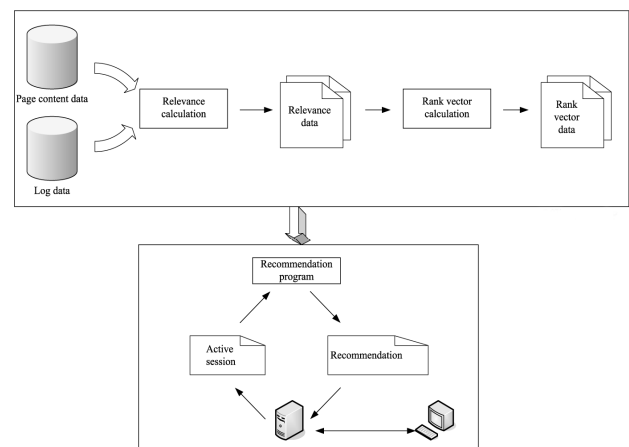 Page content data
Log data
Relevance
calculation
Relevance
data
Rank vector
calculation
Rank
vector
data
Recommendation
program
Active
session
Recommendation